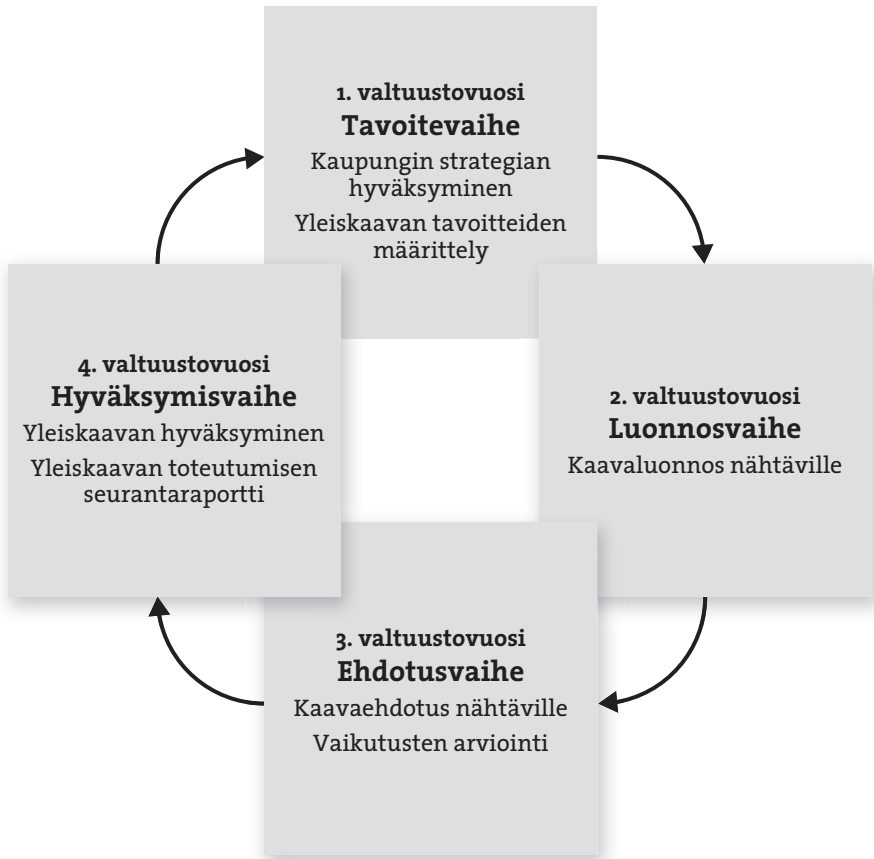 1. valtuustovuosi
Tavoitevaihe
Kaupungin strategian
hyväksyminen
Yleiskaavan tavoitteiden
määrittely
2. valtuustovuosi
Luonnosvaihe
Kaavaluonnos nähtäville
3. valtuustovuosi
Ehdotusvaihe
Kaavaehdotus nähtäville
Vaikutusten arviointi
4. valtuustovuosi
Hyväksymisvaihe
Yleiskaavan hyväksyminen
Yleiskaavan toteutumisen
seurantaraportti